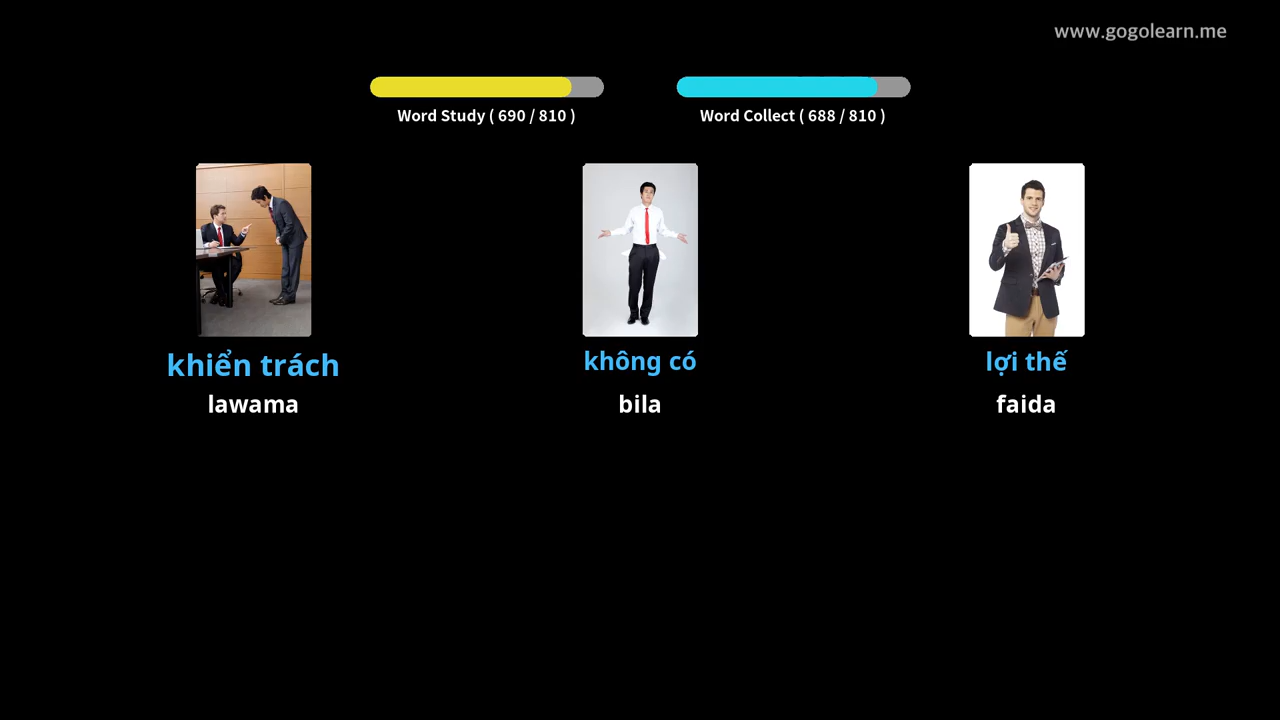 www.gogolearn.me
Word Study ( 690 / 810 )
Word Collect ( 688 / 810 )
khiển trách
không có
lợi thế
lawama
bila
faida